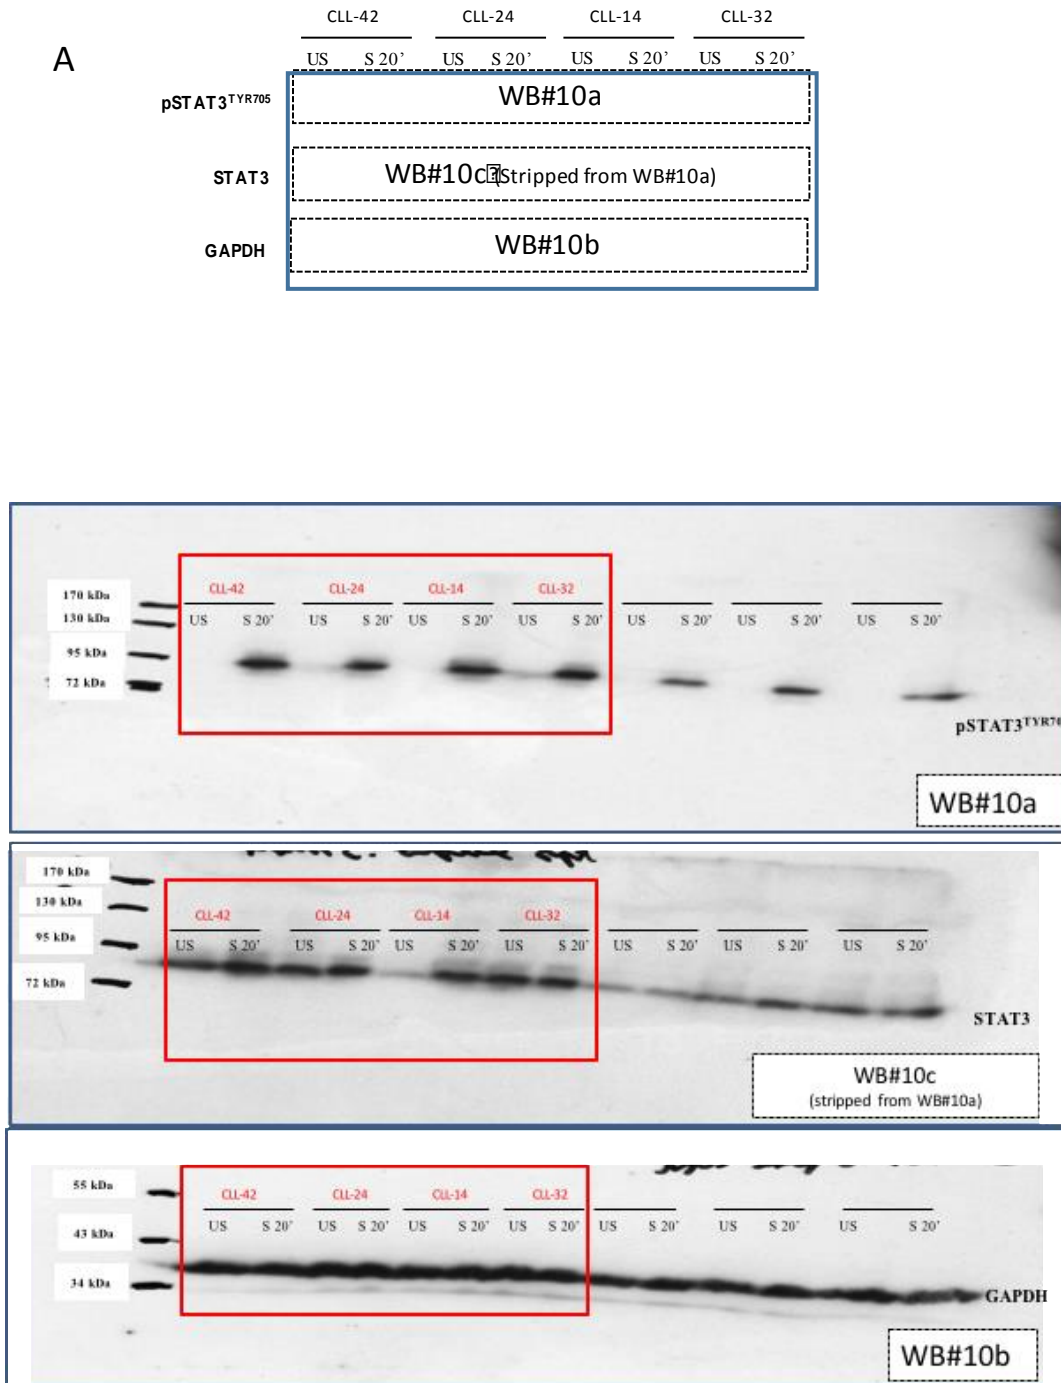 CLL-42 CLL-24 CLL-14 CLL-32
A
US S 20' US S 20' US S 20' US S 20'
pSTAT3TYR705 WB#10a
STAT3 WB#10c (Stripped from WB#10a)
GAPDH WB#10b
CLL-42 CLL-24 CLL-14 CLL-32
170 kDa
130 kDa US S 20' US S 20' US S 20' US S 20' US S 20' US S 20' US S 20'
95 kDa
72 kDa
pSTAT3TYR70
WB#10a
170 kDa
130 kDa
CLL-42 CLL-24 CLL-14 CLL-32
95 kDa US S 20' US S 20' US S 20' US S 20' US S 20' US S 20' US S 20'
72 kDa
STAT3
WB#10c
(stripped from WB#10a)
55 kDa
CLL-42 CLL-24 CLL-14 CLL-32
43 kDa US S 20' US S 20' US S 20' US S 20' US S 20' US S 20' US S 20'
34 kDa
GAPDH
WB#10b